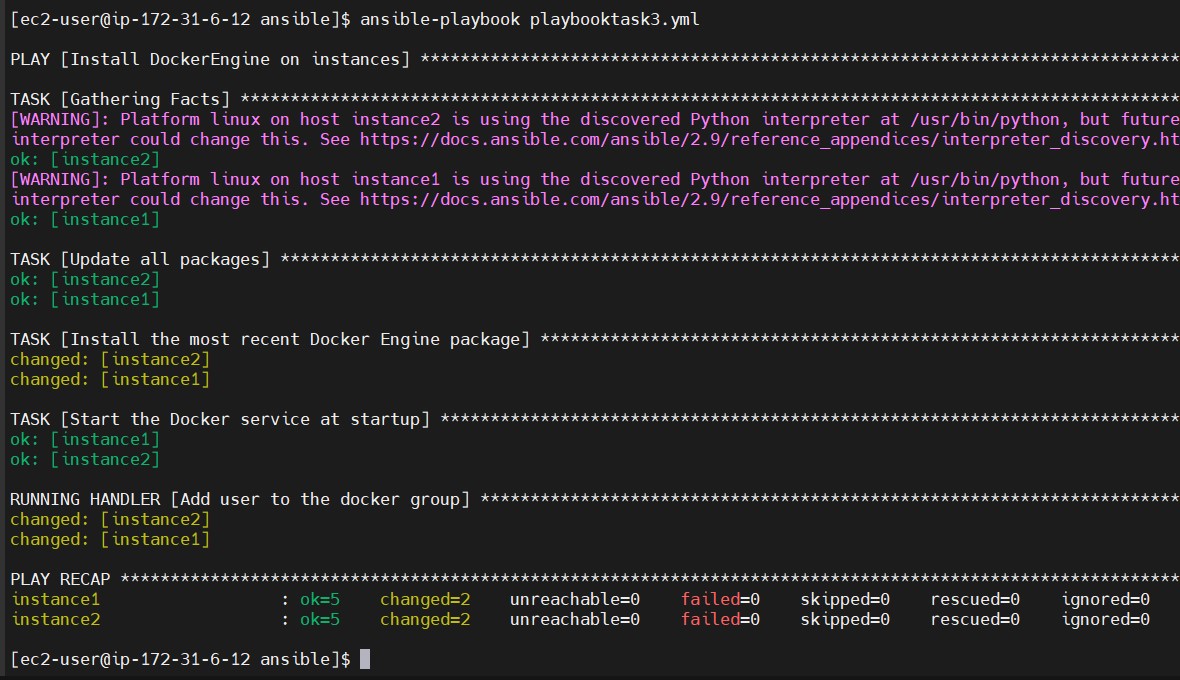 [ec2-user@ip-172-31-6-12 ansible]$ ansible-playbook playbooktask3.yml
PLAY [Install DockerEngine on instances] ****************************************************************************
TASK [Gathering Facts] **********************************************************************************************
[WARNING]: Platform linux on host instance2 is using the discovered Python interpreter at /usr/bin/python, but future
interpreter could change this. See https://docs.ansible.com/ansible/2.9/reference_appendices/interpreter_discovery.ht
ok: [instance2]
[WARNING]: Platform linux on host instance1 is using the discovered Python interpreter at /usr/bin/python, but future
interpreter could change this. See https://docs.ansible.com/ansible/2.9/reference_appendices/interpreter_discovery.ht
ok: [instance1]
TASK [Update all packages] ******************************************************************************************
ok: [instance2]
ok: [instance1]
TASK [Install the most recent Docker Engine package] ****************************************************************
changed: [instance2]
changed: [instance1]
TASK [Start the Docker service at startup] **************************************************************************
ok: [instance1]
ok: [instance2]
RUNNING HANDLER [Add user to the docker group] **********************************************************************
changed: [instance2]
changed: [instance1]
PLAY RECAP **********************************************************************************************************
instance1                  : ok=5    changed=2    unreachable=0    failed=0    skipped=0    rescued=0    ignored=0
instance2                  : ok=5    changed=2    unreachable=0    failed=0    skipped=0    rescued=0    ignored=0
[ec2-user@ip-172-31-6-12 ansible]$